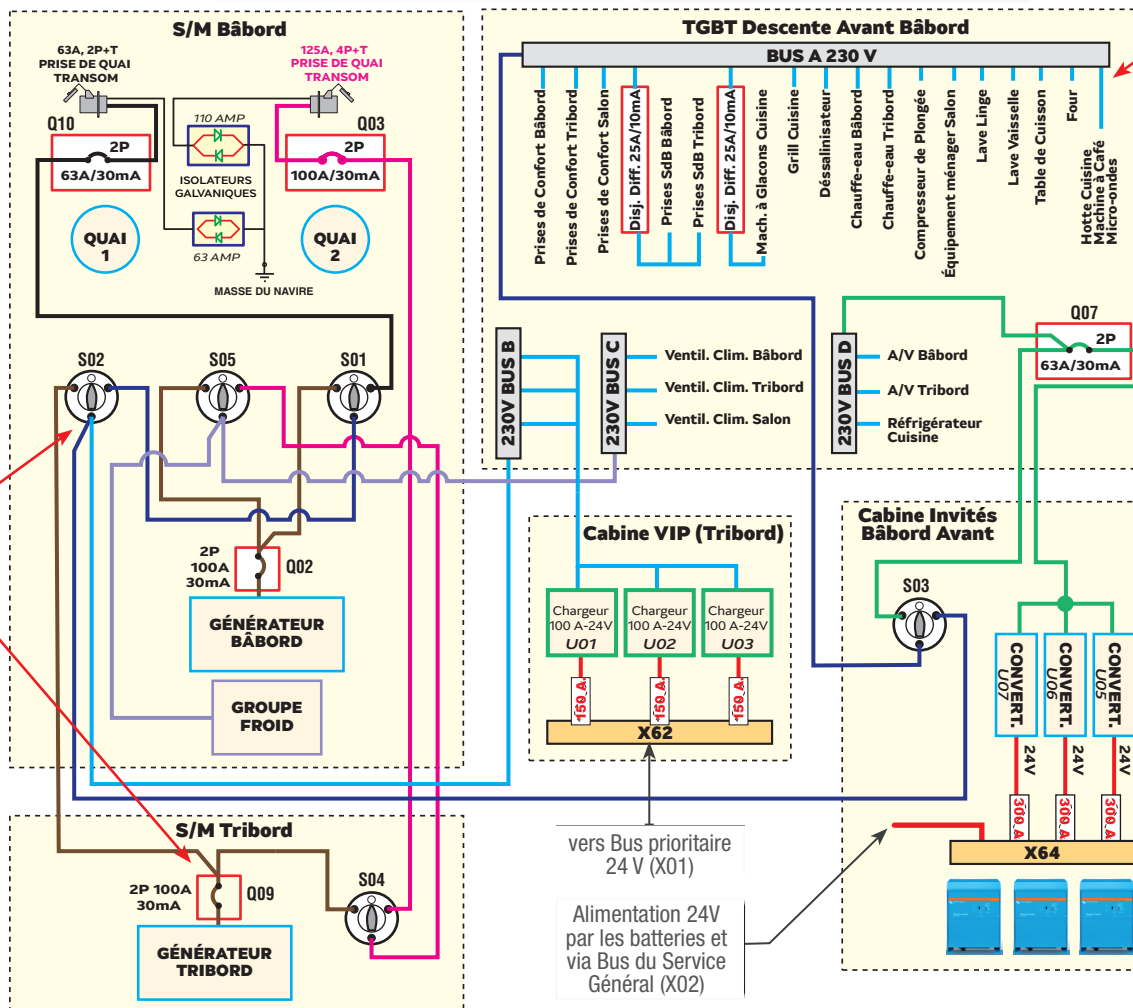 S/M Bâbord
63A, 2P+T
PRISE DE QUAI
TRANSOM
125A, 4P+T
PRISE DE QUAI
TRANSOM
Q10
2P
63A/30mA
110 AMP
ISOLATEURS
GALVANIQUES
63 AMP
MASSE DU NAVIRE
Q03
2P
100A/30mA
QUAI
1
QUAI
2
S02
S05
S01
2P
100A
30mA
Q02
GÉNÉRATEUR
BÂBORD
GROUPE
FROID
S/M Tribord
2P 100A
30mA
Q09
S04
GÉNÉRATEUR
TRIBORD
TGBT Descente Avant Bâbord
BUS A 230 V
Prises de Confort Bâbord
Prises de Confort Tribord
Prises de Confort Salon
Disj. Diff. 25A/10mA
Prises SdB Bâbord
Prises SdB Tribord
Disj. Diff. 25A/10mA
Mach. à Glacons Cuisine
Grill Cuisine
Déssalinisateur
Chauffe-eau Bâbord
Chauffe-eau Tribord
Compresseur de Plongée
Équipement ménager Salon
Lave Linge
Lave Vaisselle
Table de Cuisson
Four
Hotte Cuisine
Machine à Café
Micro-ondes
230V BUS B
230V BUS C
Ventil. Clim. Bâbord
Ventil. Clim. Tribord
Ventil. Clim. Salon
230V BUS D
A/V Bâbord
A/V Tribord
Réfrigérateur
Cuisine
Q07
2P
63A/30mA
Cabine VIP (Tribord)
Chargeur
100 A-24V
U01
Chargeur
100 A-24V
U02
Chargeur
100 A-24V
U03
150 A
150 A
150 A
X62
vers Bus prioritaire
24 V (X01)
Alimentation 24V
par les batteries et
via Bus du Service
Général (X02)
Cabine Invités
Bâbord Avant
S03
CONVERT.
U07
CONVERT.
U06
CONVERT.
U05
24V
24V
24V
300 A
300 A
300 A
X64